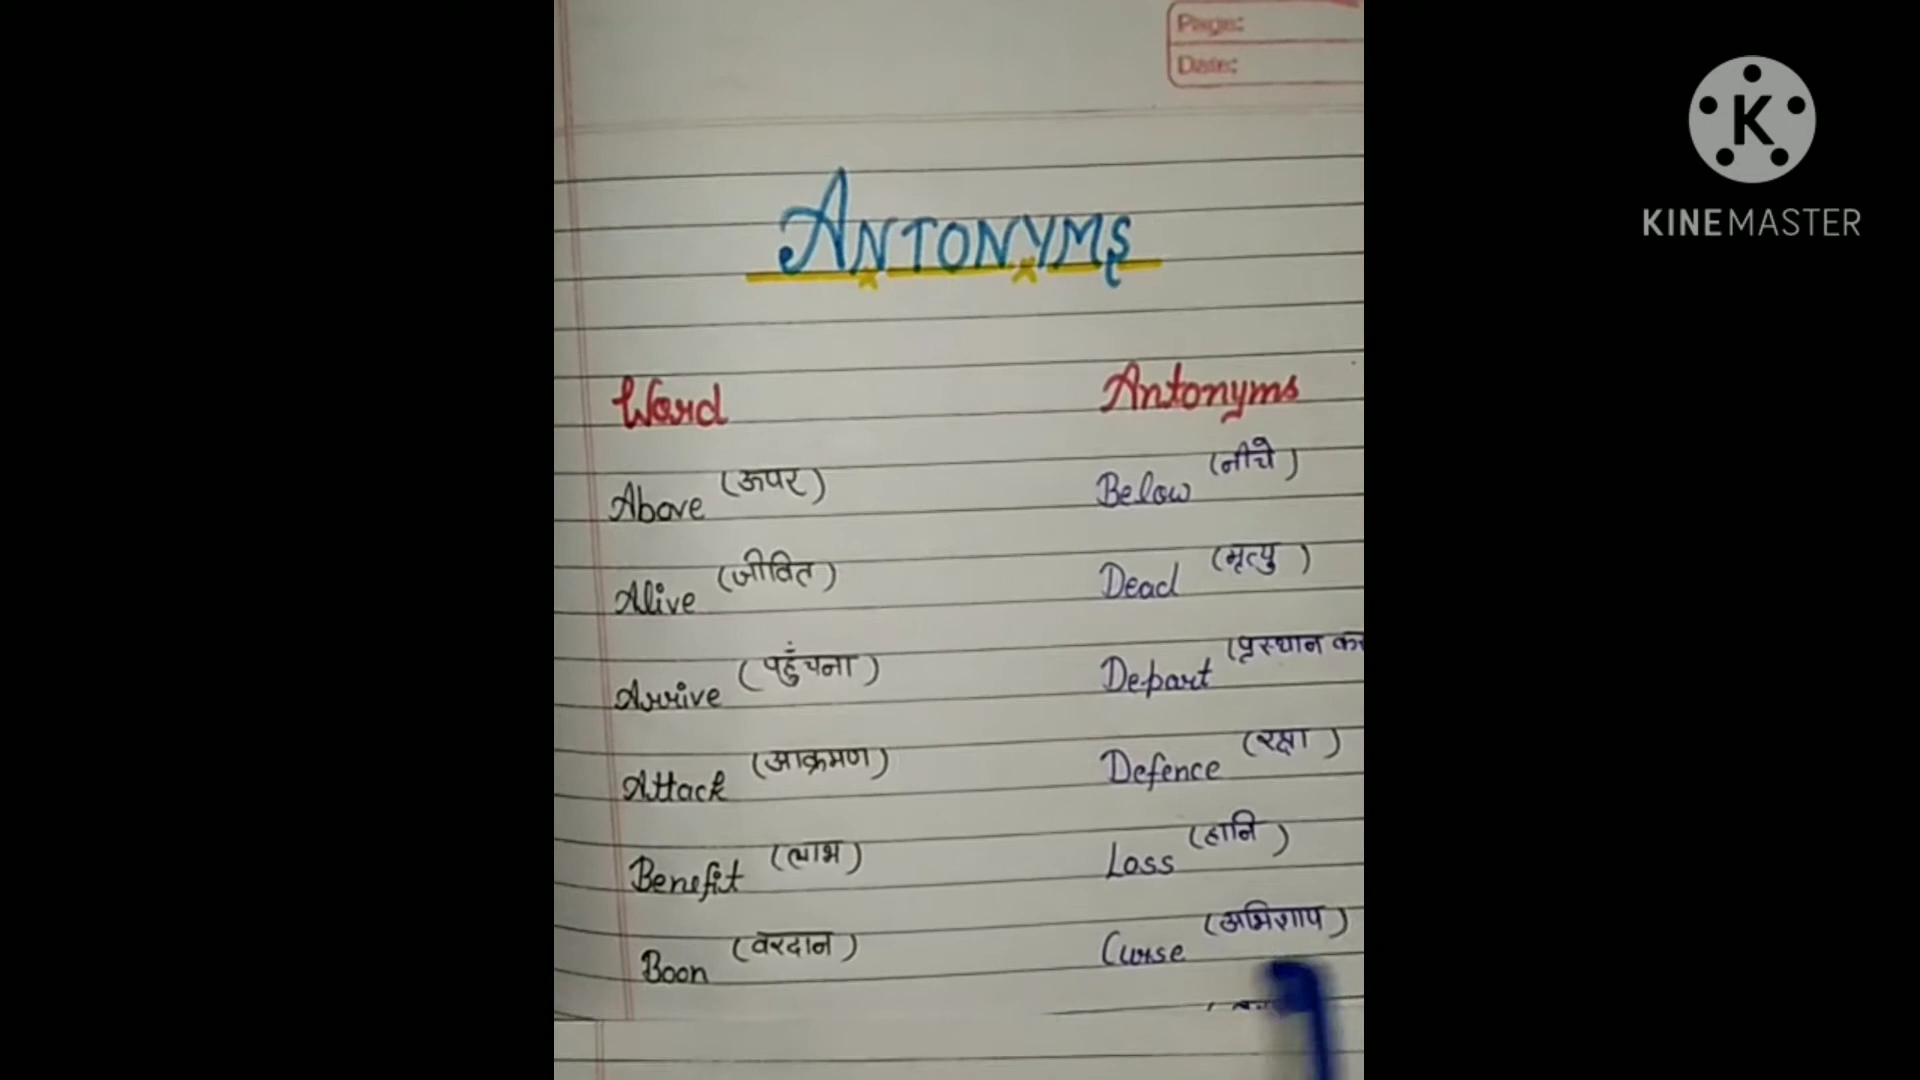 Page:
Date:
KINEMASTER
ANTONYMS
Word Antonyms
Above (ऊपर) Below (नीचे)
Alive (जीवित) Dead (मृत्यु)
Arrive (पहुंचना) Depart (प्रस्थान
Attack (आक्रमण) Defence (रक्षा)
Benefit (लाभ) Loss (हानि)
Boon (वरदान) Curse (अभिशाप)